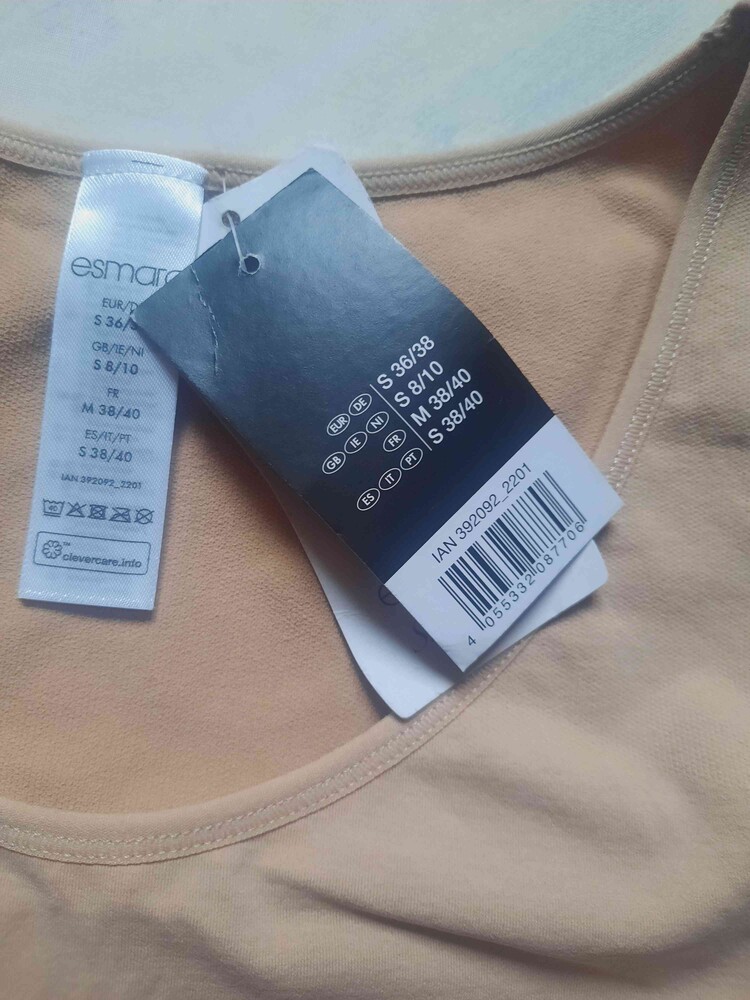 esmara
EUR/D
S 36/3
GB/IE/NI
S 8/10
FR
M 38/40
ES/IT/PT
S 38/40
IAN 392092_2201
40
clevercare.info
EUR DE S 36/38
GB IE NI S 8/10
FR M 38/40
ES IT PT S 38/40
IAN 392092_2201
4 055332 087706